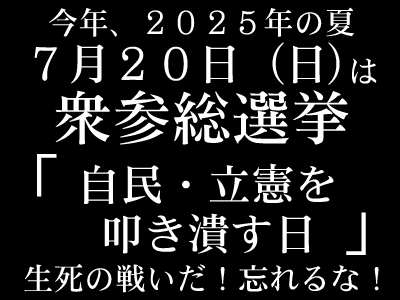 今年、２０２５年の夏
７月２０日（日）は
衆参総選挙
「自民・立憲を
叩き潰す日」
生死の戦いだ！忘れるな！